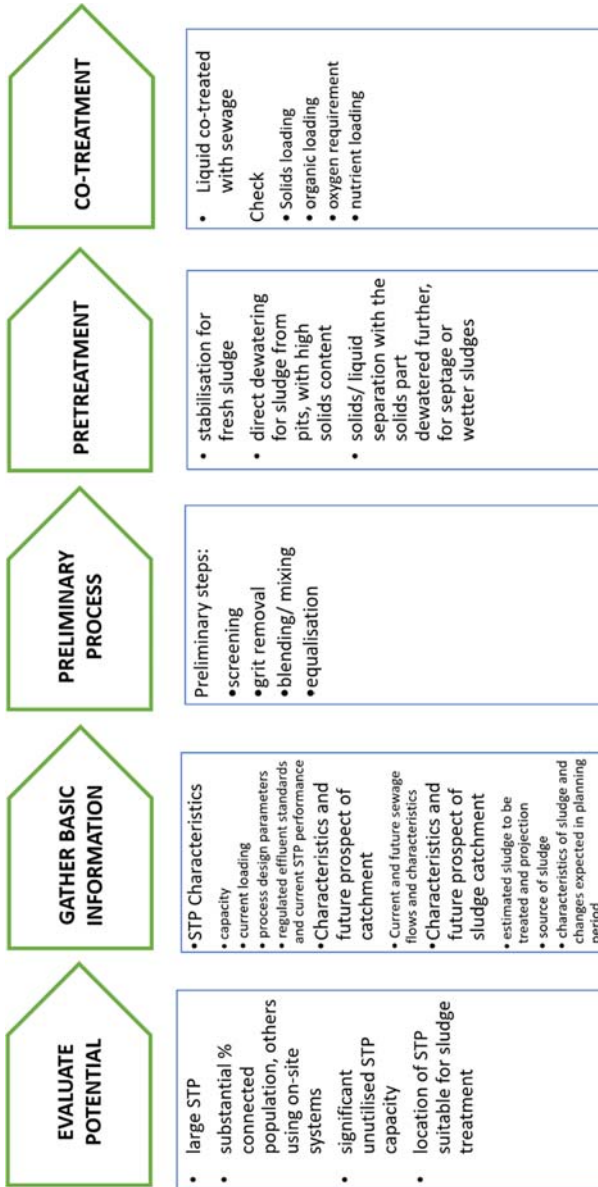 EVALUATE
POTENTIAL
• large STP
• substantial %
connected
population, others
using on-site
systems
• significant
unutilised STP
capacity
• location of STP
suitable for sludge
treatment
GATHER BASIC
INFORMATION
•STP Characteristics
• capacity
• current loading
• process design parameters
• regulated effluent standards
and current STP performance
•Characteristics and
future prospect of
catchment
•Current and future sewage
flows and characteristics
•Characteristics and
future prospect of
sludge catchment
• estimated sludge to be
treated and projection
• source of sludge
• characteristics of sludge and
changes expected in planning
period
PRELIMINARY
PROCESS
Preliminary steps:
•screening
•grit removal
•blending/ mixing
•equalisation
PRETREATMENT
• stabilisation for
fresh sludge
• direct dewatering
for sludge from
pits, with high
solids content
• solids/ liquid
separation with the
solids part
dewatered further,
for septage or
wetter sludges
CO-TREATMENT
• Liquid co-treated
with sewage
Check
• Solids loading
• organic loading
• oxygen requirement
• nutrient loading